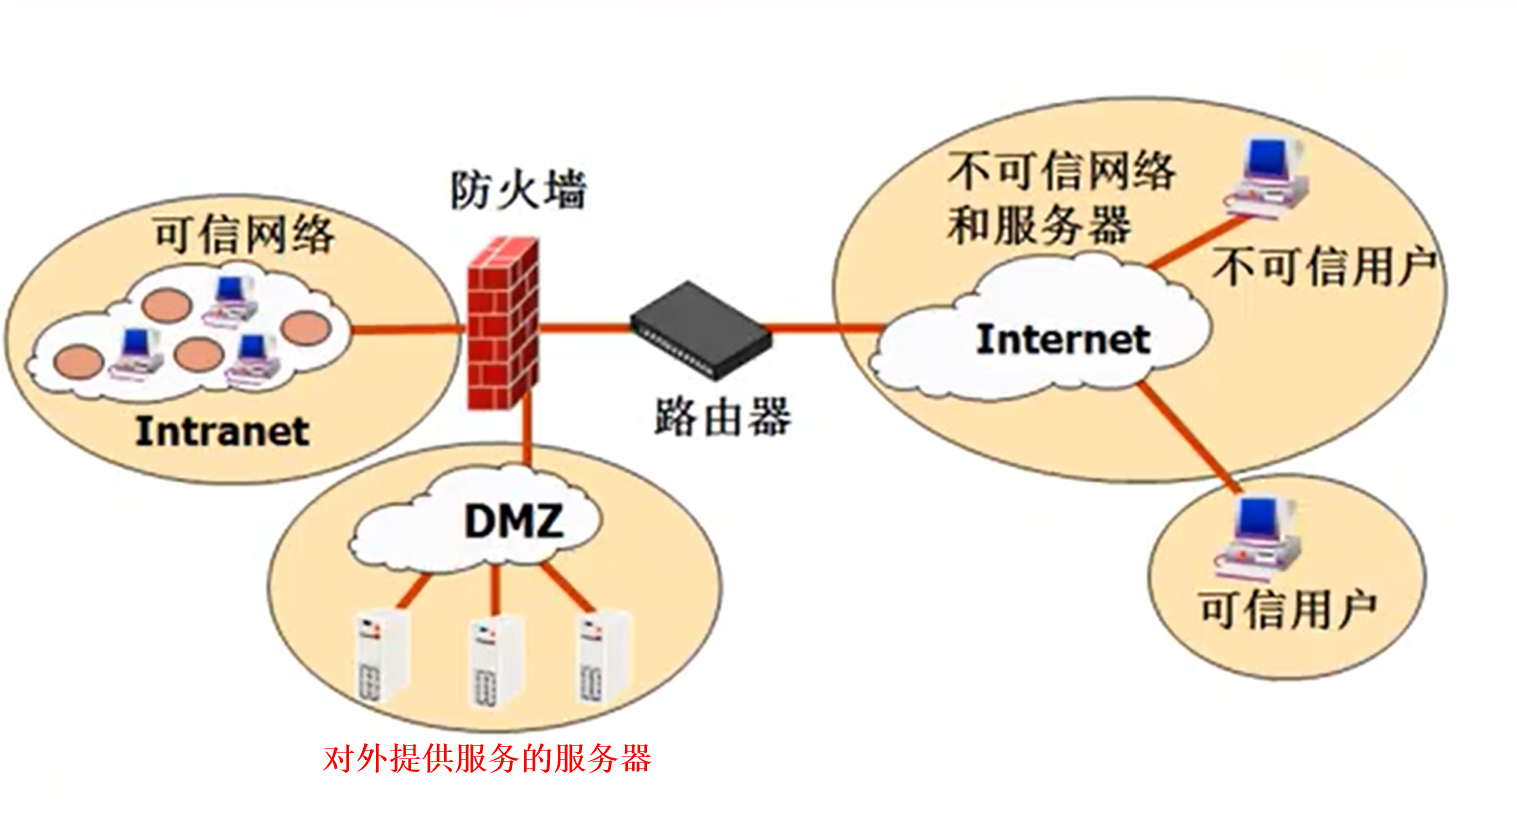 防火墙
可信网络
Intranet
路由器
不可信网络
和服务器
不可信用户
Internet
DMZ
可信用户
对外提供服务的服务器